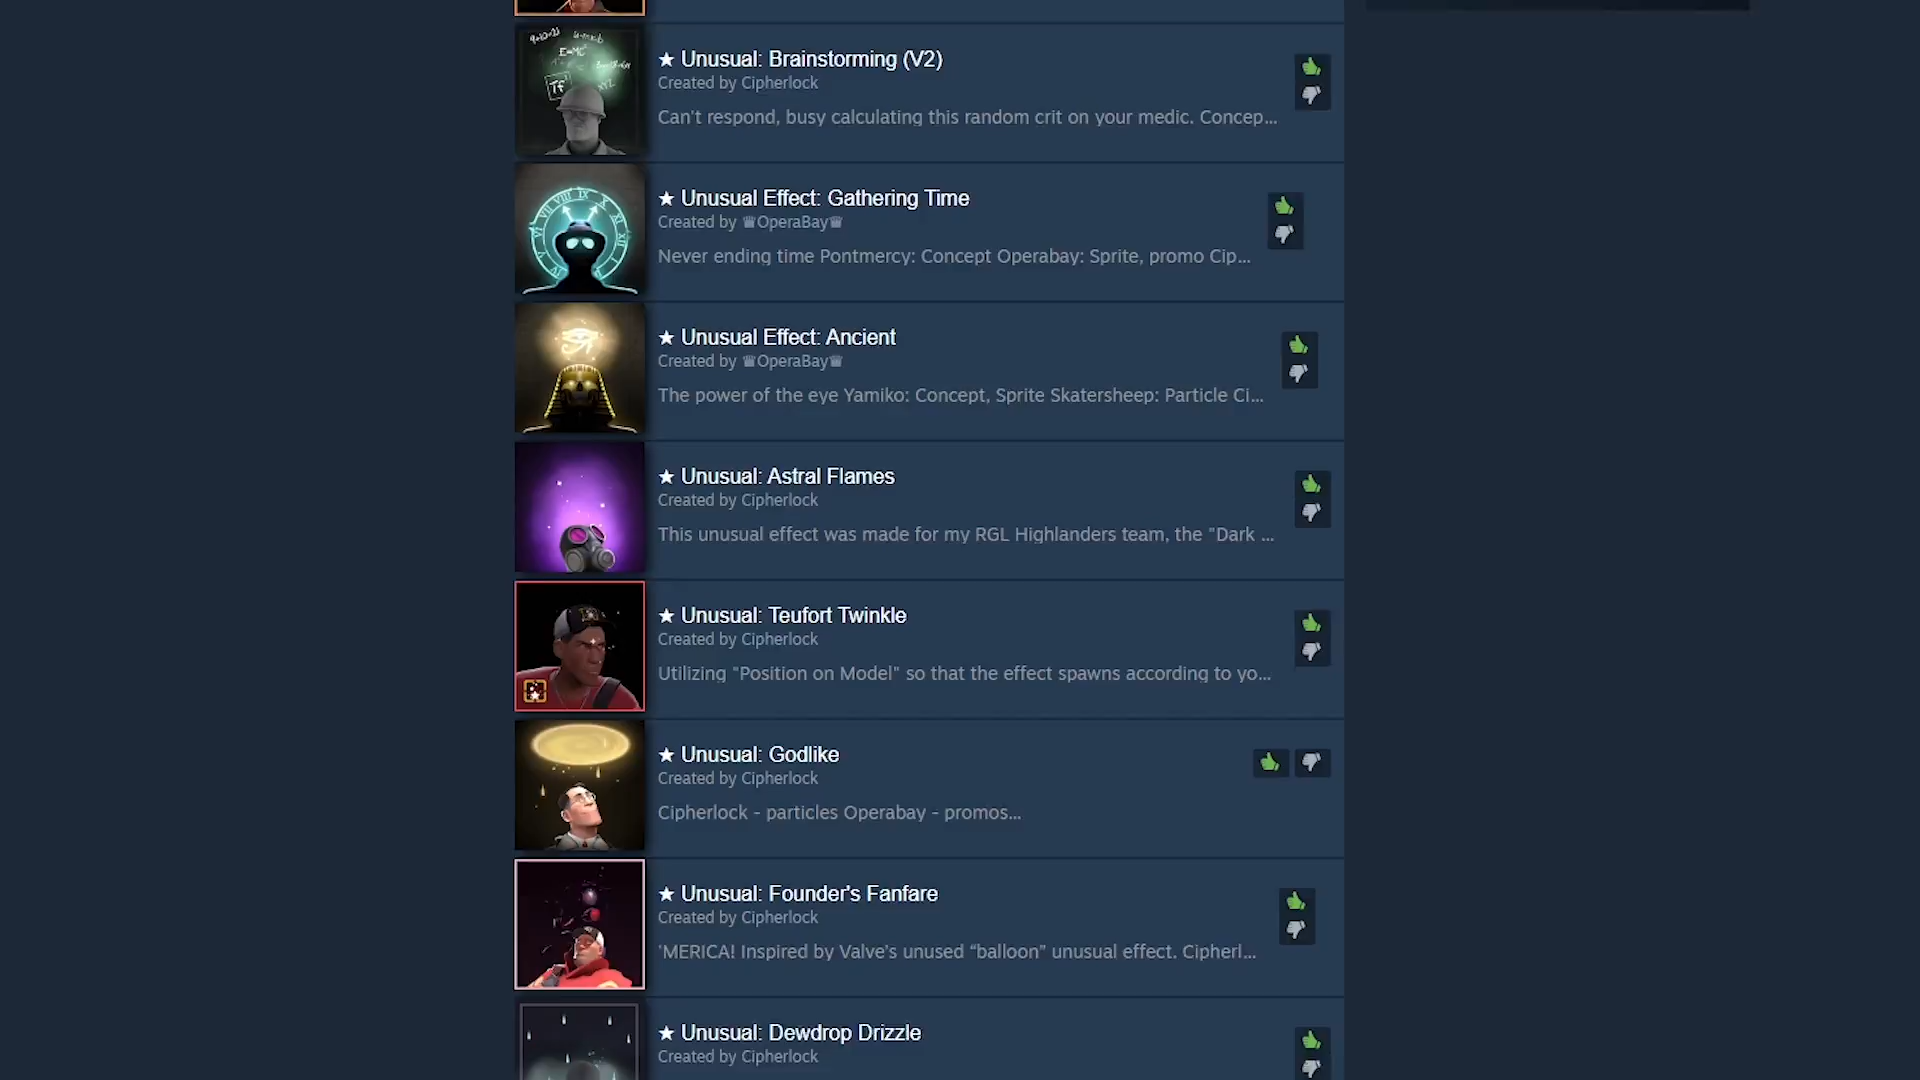 ★ Unusual: Brainstorming (V2)
Created by Cipherlock
Can't respond, busy calculating this random crit on your medic. Concep...
E=MC²
XYZ
★ Unusual Effect: Gathering Time
Created by ♕OperaBay♕
Never ending time Pontmercy: Concept Operabay: Sprite, promo Cip...
★ Unusual Effect: Ancient
Created by ♕OperaBay♕
The power of the eye Yamiko: Concept, Sprite Skatersheep: Particle Ci...
★ Unusual: Astral Flames
Created by Cipherlock
This unusual effect was made for my RGL Highlanders team, the "Dark ...
★ Unusual: Teufort Twinkle
Created by Cipherlock
Utilizing "Position on Model" so that the effect spawns according to yo...
★ Unusual: Godlike
Created by Cipherlock
Cipherlock - particles Operabay - promos...
★ Unusual: Founder's Fanfare
Created by Cipherlock
'MERICA! Inspired by Valve’s unused “balloon” unusual effect. Cipherl...
★ Unusual: Dewdrop Drizzle
Created by Cipherlock